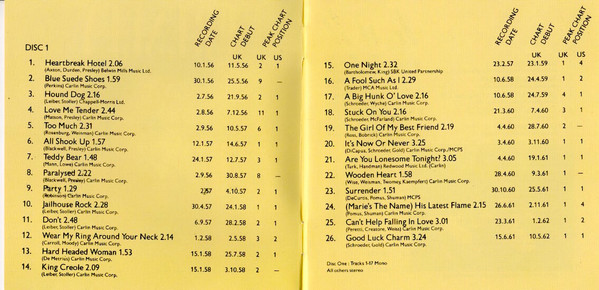 DISC 1
RECORDING DATE
CHART DEBUT
PEAK CHART POSITION
UK UK US
1. Heartbreak Hotel 2.06 10.1.56 11.5.56 2 1
(Axton, Durden, Presley) Belwin Mills Music Ltd.
2. Blue Suede Shoes 1.59 30.1.56 25.5.56 9 –
(Perkins) Carlin Music Corp.
3. Hound Dog 2.16 2.7.56 21.9.56 2 1
(Leiber, Stoller) Chappell-Morris Ltd.
4. Love Me Tender 2.44 2.8.56 7.12.56 11 1
(Matson, Presley) Carlin Music Corp.
5. Too Much 2.31 2.9.56 10.5.57 6 1
(Rosenburg, Weinman) Carlin Music Corp.
6. All Shook Up 1.57 12.1.57 14.6.57 1 1
(Blackwell, Presley) Carlin Music Corp.
7. Teddy Bear 1.48 24.1.57 12.7.57 3 1
(Mann, Lowe) Carlin Music Corp.
8. Paralysed 2.22 2.9.56 30.8.57 8 –
(Blackwell, Presley) Carlin Music Corp.
9. Party 1.29 4.10.57 2 1
(Robinson) Carlin Music Corp.
10. Jailhouse Rock 2.28 30.4.57 24.1.58 1 1
(Leiber, Stoller) Carlin Music Corp.
11. Don't 2.48 6.9.57 28.2.58 2 1
(Leiber, Stoller) Carlin Music Corp.
12. Wear My Ring Around Your Neck 2.14 1.2.58 2.5.58 3 2
(Carroll, Moody) Carlin Music Corp.
13. Hard Headed Woman 1.53 15.1.58 25.7.58 2 1
(De Metrius) Carlin Music Corp.
14. King Creole 2.09 15.1.58 3.10.58 2 –
(Leiber, Stoller) Carlin Music Corp.
RECORDING DATE
CHART DEBUT
PEAK CHART POSITION
UK UK US
15. One Night 2.32 23.2.57 23.1.59 1 4
(Bartholomew, King) SBK United Partnership
16. A Fool Such As I 2.29 10.6.58 24.4.59 1 2
(Trader) MCA Music Ltd.
17. A Big Hunk O' Love 2.16 10.6.58 24.7.59 4 1
(Schroeder, Wyche) Carlin Music Corp.
18. Stuck On You 2.16 21.3.60 7.4.60 3 1
(Schroeder, McFarland) Carlin Music Corp.
19. The Girl Of My Best Friend 2.19 4.4.60 28.7.60 2 –
(Ross, Bobrick) Carlin Music Corp.
20. It's Now Or Never 3.25 3.4.60 3.11.60 1 1
(DiCapua, Schroeder, Gold) Carlin Music Corp./MCPS
21. Are You Lonesome Tonight? 3.05 4.4.60 19.1.61 1 1
(Turk, Handman) Redwood Music Ltd. (Carlin)
22. Wooden Heart 1.58 28.4.60 9.3.61 1 –
(Wise, Weisman, Twomey, Kaempfert) Carlin Music Corp.
23. Surrender 1.51 30.10.60 25.5.61 1 1
(DeCurtis, Pomus, Shuman) MCPS
24. (Marie's The Name) His Latest Flame 2.15 26.6.61 2.11.61 1 4
(Pomus, Shuman) Carlin Music Corp.
25. Can't Help Falling In Love 3.01 23.3.61 1.2.62 1 2
(Peretti, Creatore, Weiss) Carlin Music Corp.
26. Good Luck Charm 3.24 15.6.61 10.5.62 1 1
(Schroeder, Gold) Carlin Music Corp.
Disc One : Tracks 1-17 Mono
All others stereo